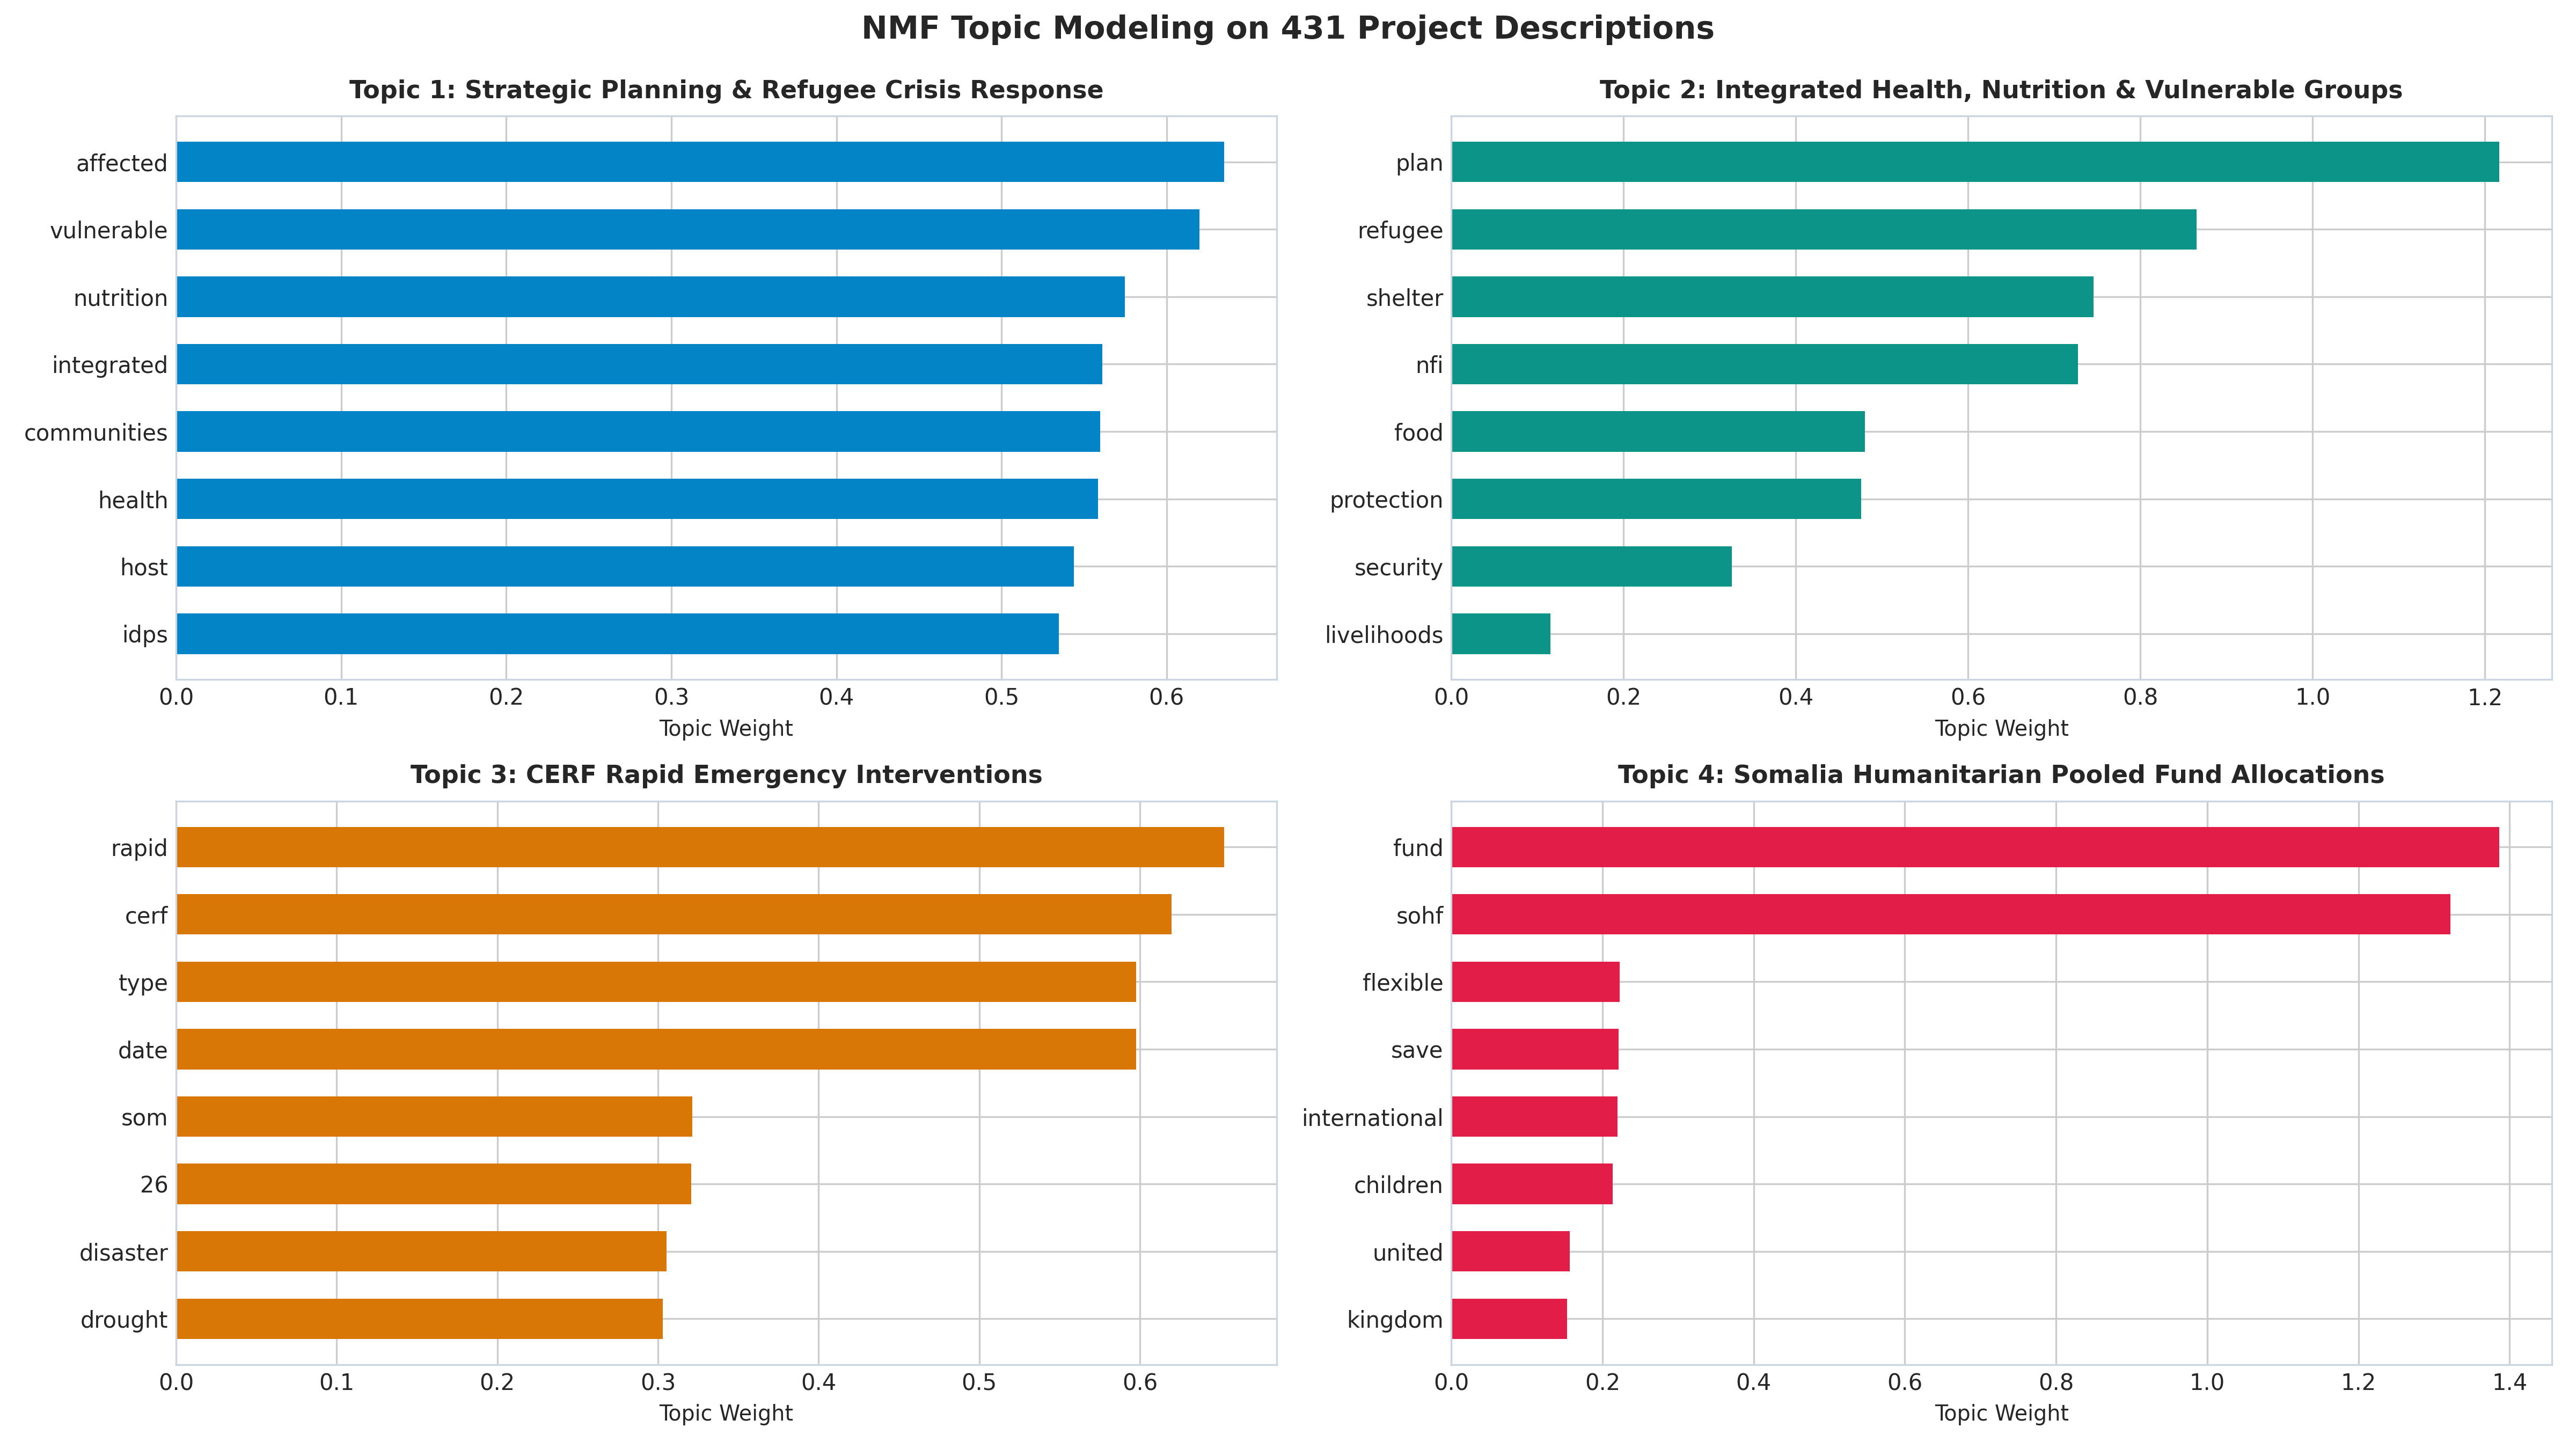 NMF Topic Modeling on 431 Project Descriptions
Topic 1: Strategic Planning & Refugee Crisis Response
affected
vulnerable
nutrition
integrated
communities
health
host
idps
0.0 0.1 0.2 0.3 0.4 0.5 0.6
Topic Weight
Topic 2: Integrated Health, Nutrition & Vulnerable Groups
plan
refugee
shelter
nfi
food
protection
security
livelihoods
0.0 0.2 0.4 0.6 0.8 1.0 1.2
Topic Weight
Topic 3: CERF Rapid Emergency Interventions
rapid
cerf
type
date
som
26
disaster
drought
0.0 0.1 0.2 0.3 0.4 0.5 0.6
Topic Weight
Topic 4: Somalia Humanitarian Pooled Fund Allocations
fund
sohf
flexible
save
international
children
united
kingdom
0.0 0.2 0.4 0.6 0.8 1.0 1.2 1.4
Topic Weight